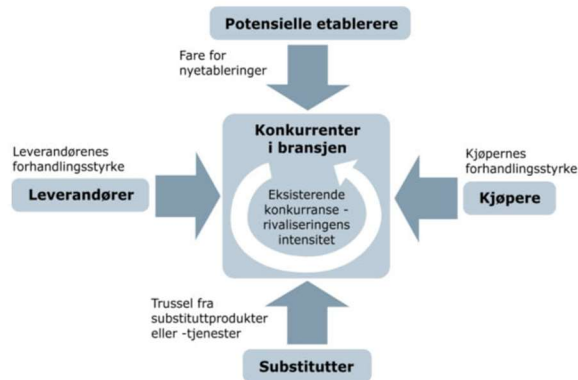 Potensielle etablerere
Fare for
nyetableringer
Konkurrenter
i bransjen
Leverandørenes
forhandlingsstyrke
Leverandører
Eksisterende
konkurranse -
rivaliseringens
intensitet
Kjøpernes
forhandlingsstyrke
Kjøpere
Trussel fra
substituttprodukter
eller -tjenester
Substitutter